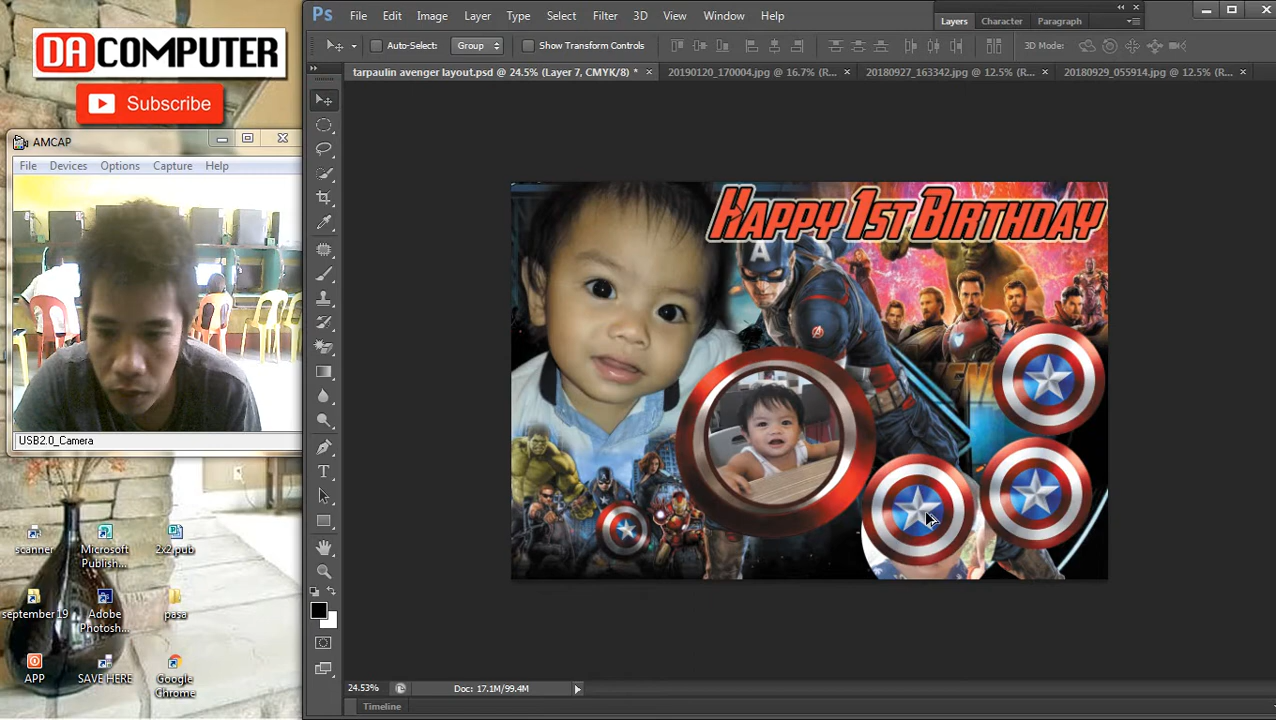 DA COMPUTER
Subscribe
AMCAP
File Devices Options Capture Help
USB2.0_Camera
scanner
Microsoft Publish...
2x2.pub
september 19
Adobe Photosh...
pasa
APP
SAVE HERE
Google Chrome
Ps File Edit Image Layer Type Select Filter 3D View Window Help
Layers Character Paragraph
Auto-Select: Group Show Transform Controls 3D Mode:
tarpaulin avenger layout.psd @ 24.5% (Layer 7, CMYK/8) * × 20190120_170004.jpg @ 16.7% (R... × 20180927_163342.jpg @ 12.5% (R... × 20180929_055914.jpg @ 12.5% (R... ×
HAPPY 1ST BIRTHDAY
A
24.53% Doc: 17.1M/99.4M
Timeline